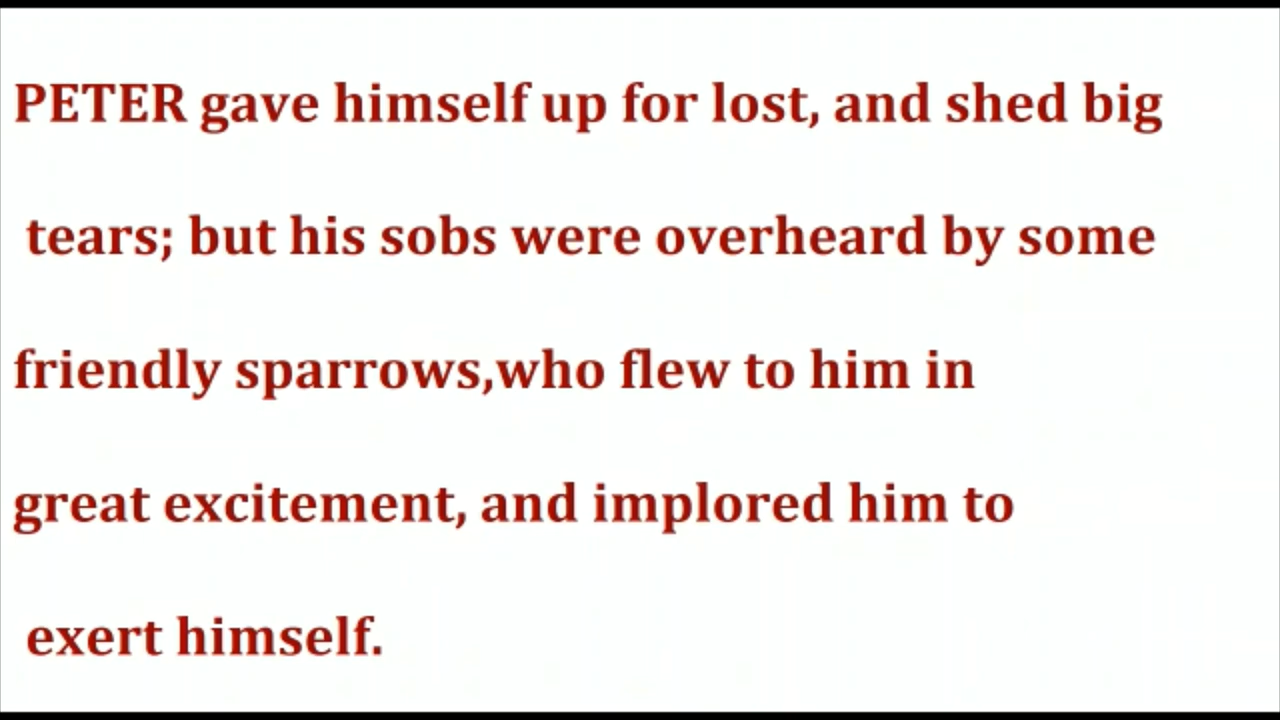 PETER gave himself up for lost, and shed big
tears; but his sobs were overheard by some
friendly sparrows,who flew to him in
great excitement, and implored him to
exert himself.